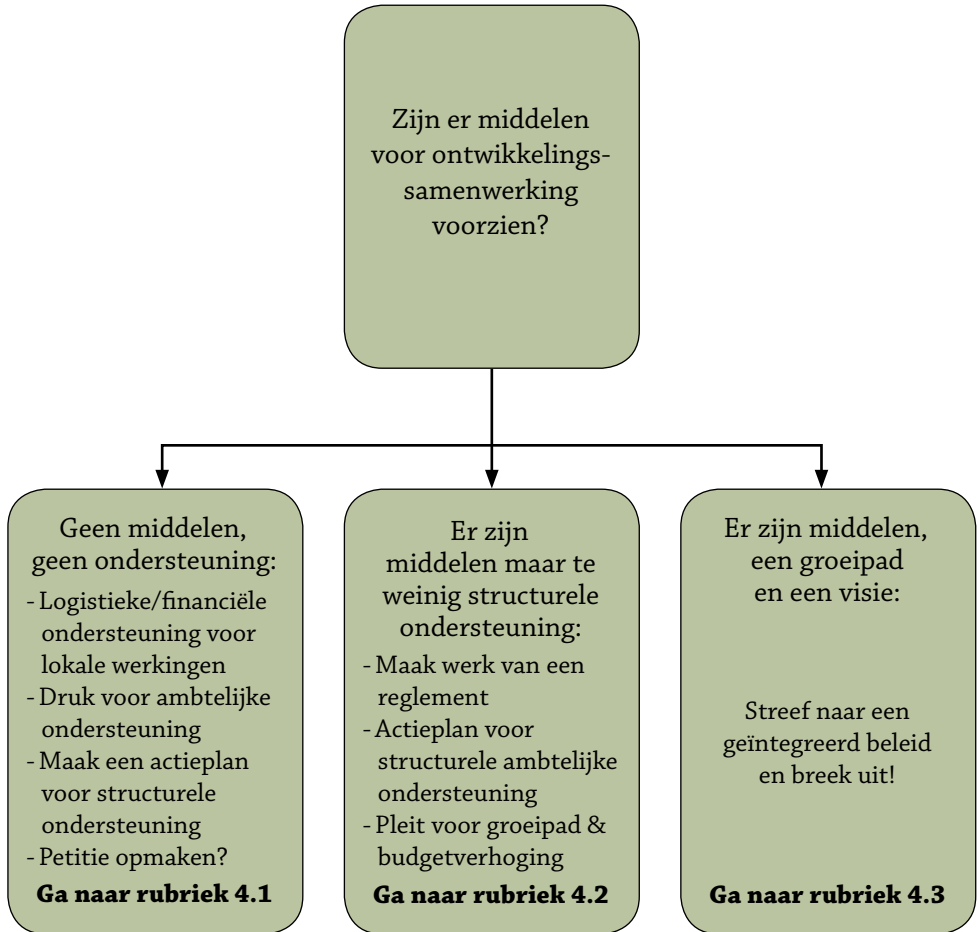 Zijn er middelen
voor ontwikkelings-
samenwerking
voorzien?
Geen middelen,
geen ondersteuning:
- Logistieke/financiële
ondersteuning voor
lokale werkingen
- Druk voor ambtelijke
ondersteuning
- Maak een actieplan
voor structurele
ondersteuning
- Petitie opmaken?
Ga naar rubriek 4.1
Er zijn
middelen maar te
weinig structurele
ondersteuning:
- Maak werk van een
reglement
- Actieplan voor
structurele ambtelijke
ondersteuning
- Pleit voor groeipad &
budgetverhoging
Ga naar rubriek 4.2
Er zijn middelen,
een groeipad
en een visie:
Streef naar een
geïntegreerd beleid
en breek uit!
Ga naar rubriek 4.3